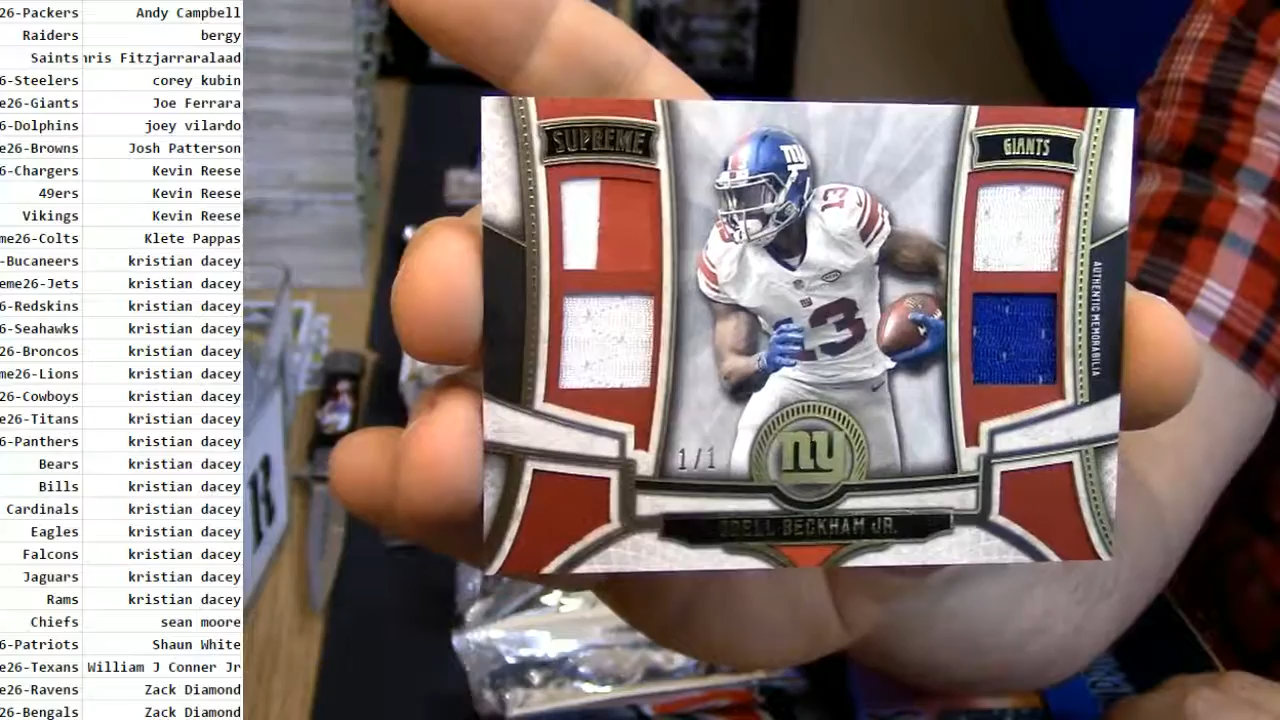 26-Packers Andy Campbell
Raiders bergy
Saints hris Fitzjarraralaad
6-Steelers corey kubin
e26-Giants Joe Ferrara
6-Dolphins joey vilardo
e26-Browns Josh Patterson
6-Chargers Kevin Reese
49ers Kevin Reese
Vikings Kevin Reese
me26-Colts Klete Pappas
-Bucaneers kristian dacey
eme26-Jets kristian dacey
6-Redskins kristian dacey
6-Seahawks kristian dacey
26-Broncos kristian dacey
me26-Lions kristian dacey
26-Cowboys kristian dacey
e26-Titans kristian dacey
6-Panthers kristian dacey
Bears kristian dacey
Bills kristian dacey
Cardinals kristian dacey
Eagles kristian dacey
Falcons kristian dacey
Jaguars kristian dacey
Rams kristian dacey
Chiefs sean moore
6-Patriots Shaun White
e26-Texans William J Conner Jr
e26-Ravens Zack Diamond
26-Bengals Zack Diamond
SUPREME
GIANTS
ny
13
13
AUTHENTIC MEMORABILIA
1/1
ny
ODELL BECKHAM JR.